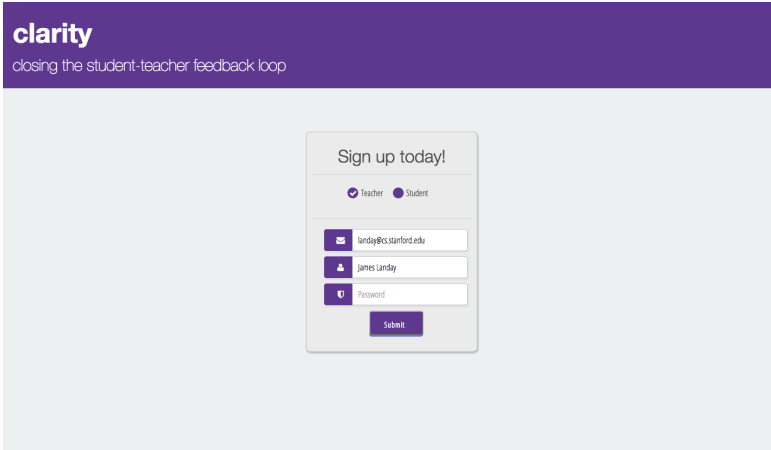 clarity
closing the student-teacher feedback loop
Sign up today!
Teacher Student
landay@cs.stanford.edu
James Landay
Password
Submit